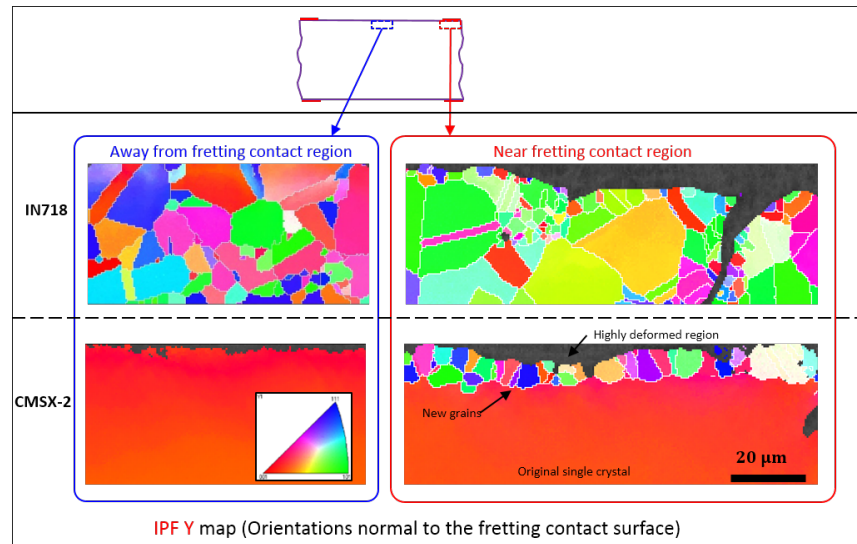 Away from fretting contact region
Near fretting contact region
IN718
Highly deformed region
CMSX-2
111
001
101
New grains
Original single crystal
20 μm
IPF Y map (Orientations normal to the fretting contact surface)